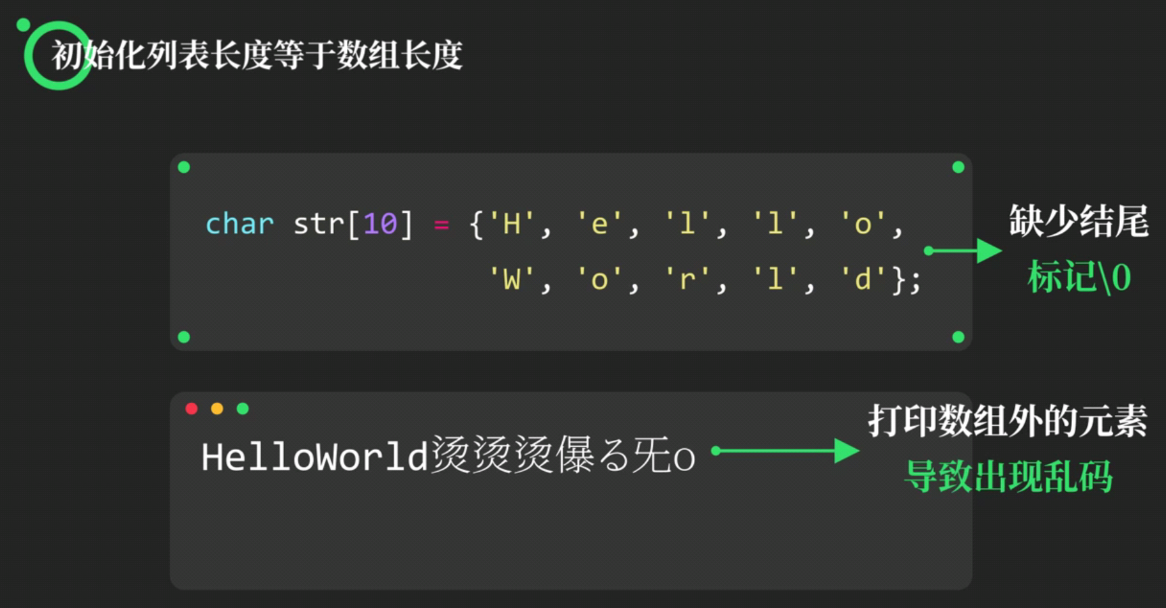 初始化列表长度等于数组长度
char str[10] = {'H', 'e', 'l', 'l', 'o',
'W', 'o', 'r', 'l', 'd'};
缺少结尾
标记\0
HelloWorld烫烫烫儤る旡o
打印数组外的元素
导致出现乱码